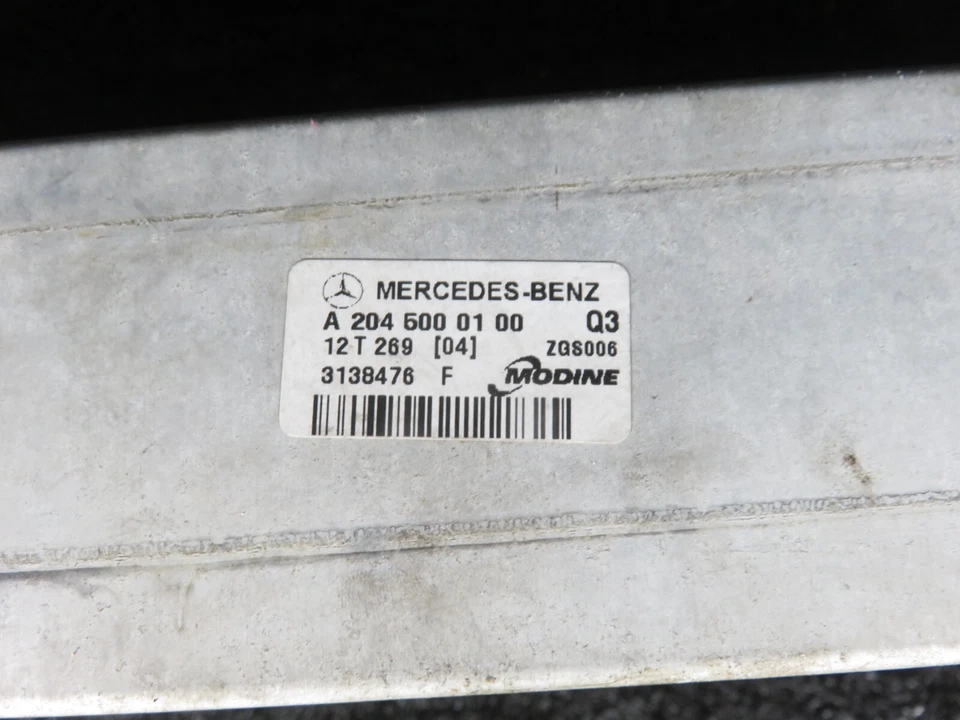 MERCEDES-BENZ
A 204 500 01 00 Q3
12 T 269 [04] ZGS006
3138476 F MODINE